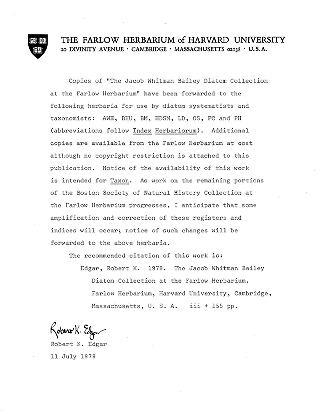 THE FARLOW HERBARIUM of HARVARD UNIVERSITY
20 DIVINITY AVENUE · CAMBRIDGE · MASSACHUSETTS 02138 · U.S.A.
Copies of "The Jacob Whitman Bailey Diatom Collection
at the Farlow Herbarium" have been forwarded to the
following herbaria for use by diatom systematists and
taxonomists: AWH, BHU, BM, HDSM, LD, OS, PC and PH
(abbreviations follow Index Herbariorum). Additional
copies are available from the Farlow Herbarium at cost
although no copyright restriction is attached to this
publication. Notice of the availability of this work
is intended for Taxon. As work on the remaining portions
of the Boston Society of Natural History Collection at
the Farlow Herbarium progresses, I anticipate that some
amplification and correction of these registers and
indices will occur; notice of such changes will be
forwarded to the above herbaria.
The recommended citation of this work is:
Edgar, Robert K. 1978. The Jacob Whitman Bailey
Diatom Collection at the Farlow Herbarium,
Farlow Herbarium, Harvard University, Cambridge,
Massachusetts, U. S. A. iii + 155 pp.
Robert K. Edgar
Robert K. Edgar
11 July 1978